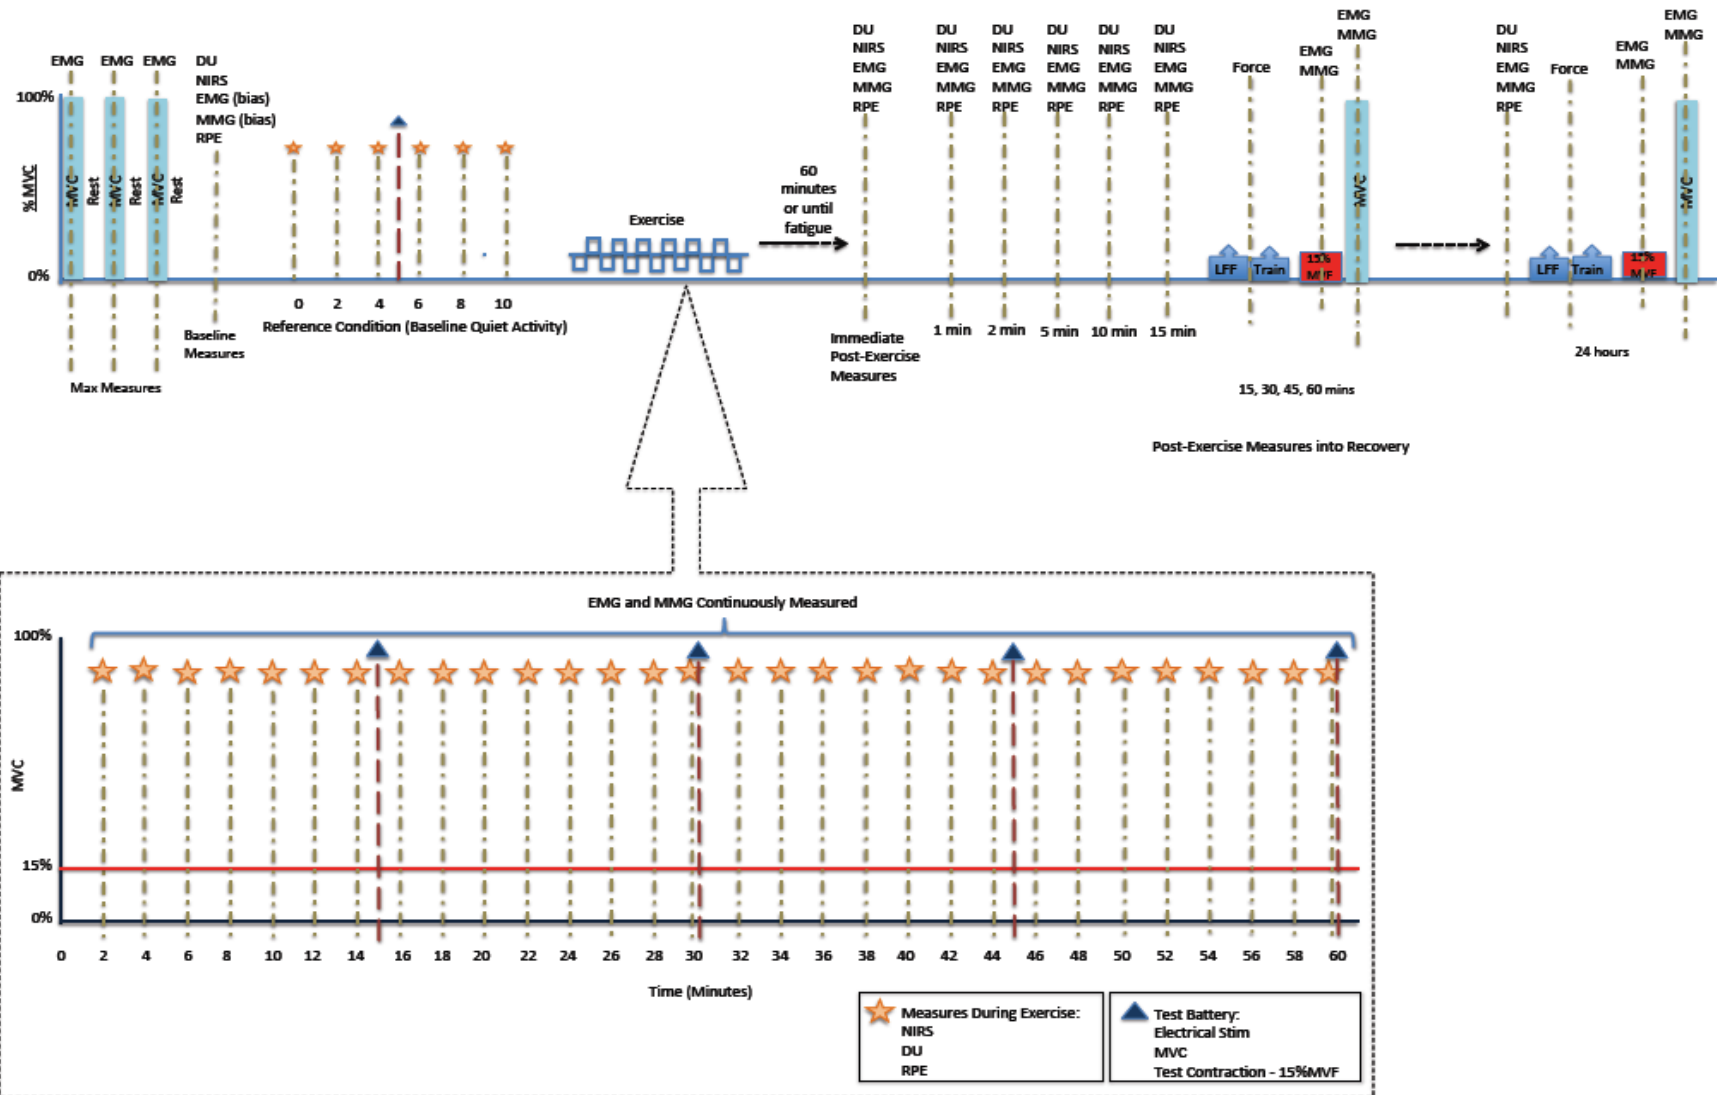 EMG EMG EMG
DU
NIRS
EMG (bias)
MMG (bias)
RPE
100%
% MVC
0%
MVC
Rest
MVC
Rest
MVC
Rest
Max Measures
Baseline
Measures
0 2 4 6 8 10
Reference Condition (Baseline Quiet Activity)
Exercise
60
minutes
or until
fatigue
DU
NIRS
EMG
MMG
RPE
Immediate
Post-Exercise
Measures
DU
NIRS
EMG
MMG
RPE
1 min
DU
NIRS
EMG
MMG
RPE
2 min
DU
NIRS
EMG
MMG
RPE
5 min
DU
NIRS
EMG
MMG
RPE
10 min
DU
NIRS
EMG
MMG
RPE
15 min
Force
LFF
Train
EMG
MMG
15%
MVF
EMG
MMG
MVC
15, 30, 45, 60 mins
DU
NIRS
EMG
MMG
RPE
Force
LFF
Train
EMG
MMG
15%
MVF
EMG
MMG
MVC
24 hours
Post-Exercise Measures into Recovery
EMG and MMG Continuously Measured
100%
MVC
15%
0%
0 2 4 6 8 10 12 14 16 18 20 22 24 26 28 30 32 34 36 38 40 42 44 46 48 50 52 54 56 58 60
Time (Minutes)
Measures During Exercise:
NIRS
DU
RPE
Test Battery:
Electrical Stim
MVC
Test Contraction - 15%MVF